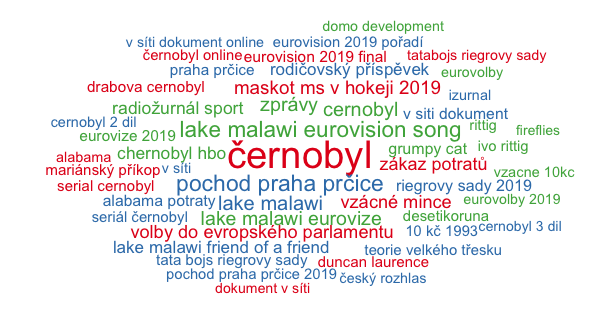 domo development
v síti dokument online eurovision 2019 pořadí
černobyl online eurovision 2019 final tatabojs riegrovy sady
praha prčice rodičovský příspěvek eurovolby
drabova cernobyl maskot ms v hokeji 2019 izurnal
radiožurnál sport zprávy černobyl v siti dokument
cernobyl 2 dil lake malawi eurovision song rittig fireflies
eurovize 2019 chernobyl hbo černobyl grumpy cat ivo rittig
alabama v síti zákaz potratů vzacne 10kc
mariánský příkop
serial cernobyl pochod praha prčice riegrovy sady 2019
alabama potraty lake malawi vzácné mince eurovolby 2019
seriál černobyl lake malawi eurovize desetikoruna
volby do evropského parlamentu 10 kč 1993 cernobyl 3 dil
lake malawi friend of a friend teorie velkého třesku
tata bojs riegrovy sady duncan laurence
pochod praha prčice 2019 český rozhlas
dokument v síti